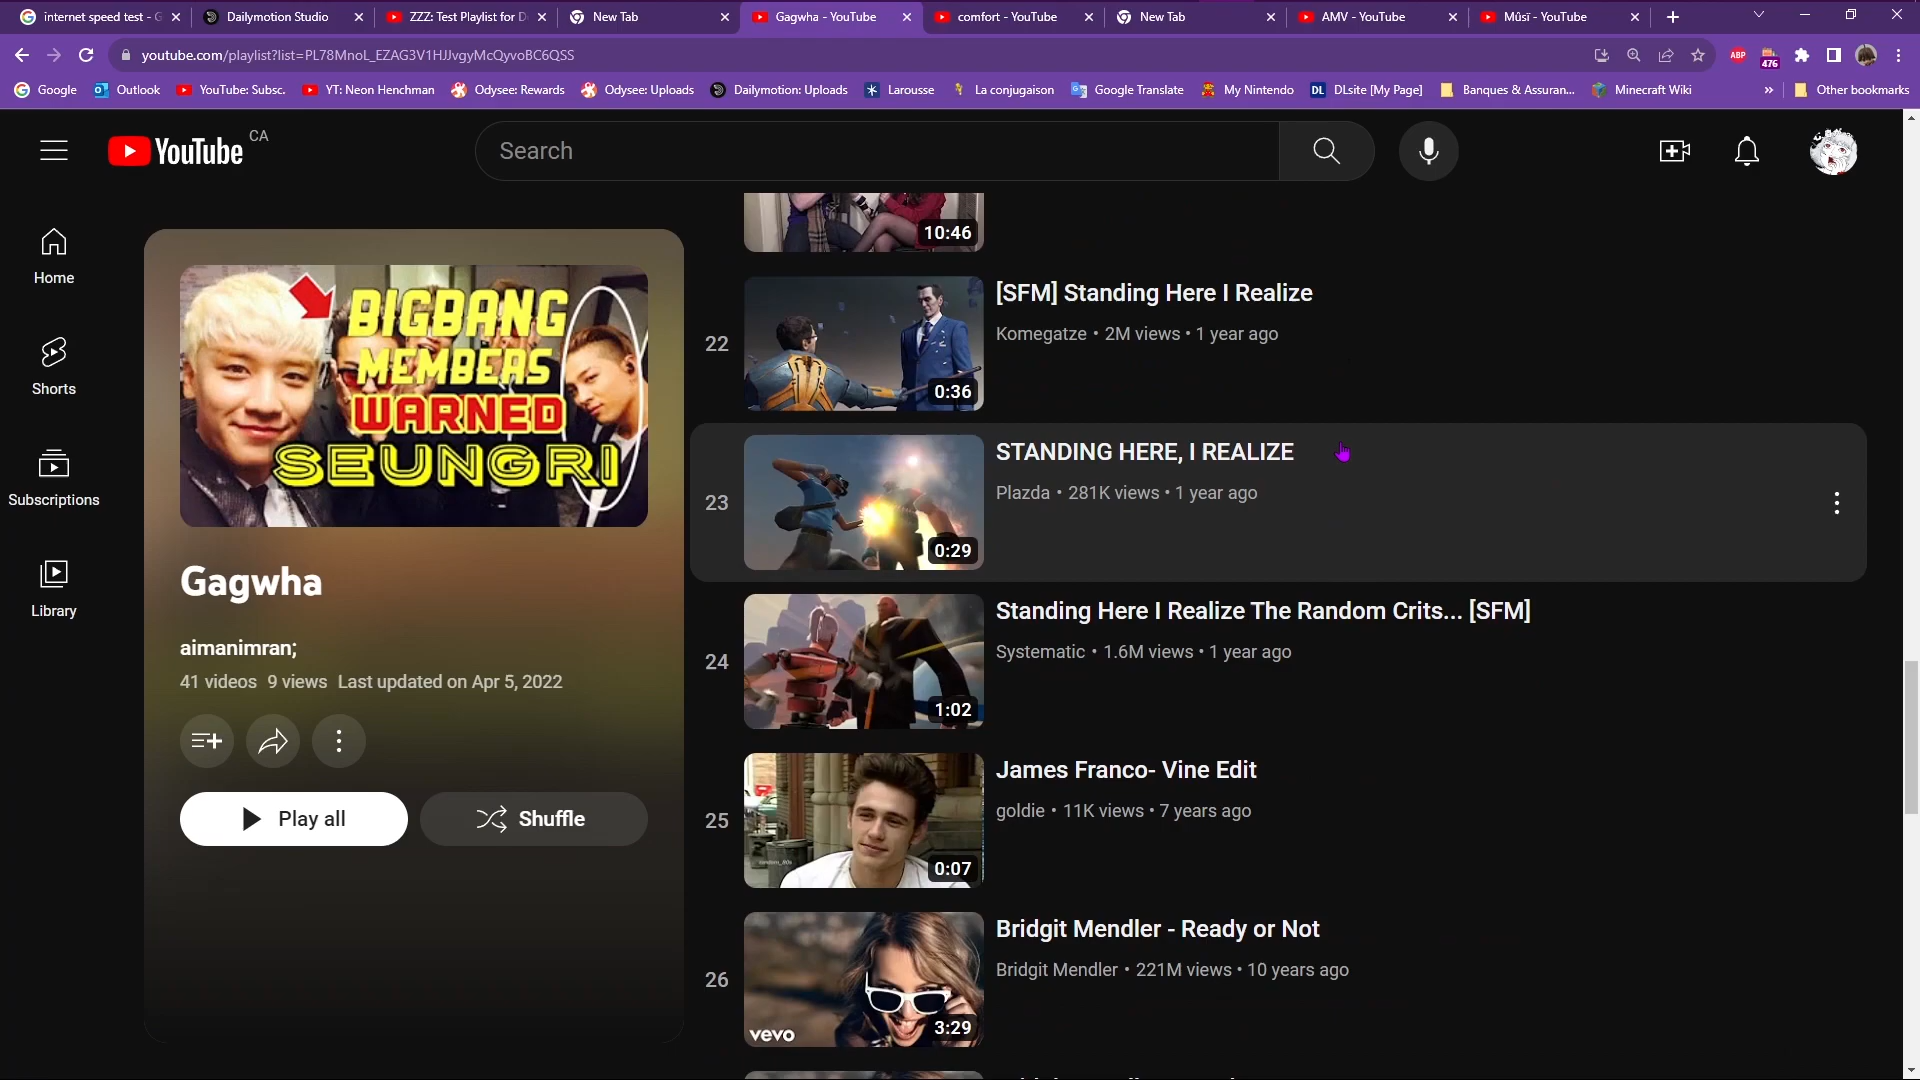 internet speed test - G
Dailymotion Studio
ZZZ: Test Playlist for D
New Tab
Gagwha - YouTube
comfort - YouTube
New Tab
AMV - YouTube
Mûsï - YouTube
youtube.com/playlist?list=PL78MnoL_EZAG3V1HJJvgyMcQyvoBC6QSS
ABP
476
Google
Outlook
YouTube: Subsc.
YT: Neon Henchman
Odysee: Rewards
Odysee: Uploads
Dailymotion: Uploads
Larousse
La conjugaison
Google Translate
My Nintendo
DL
DLsite [My Page]
Banques & Assuran...
Minecraft Wiki
»
Other bookmarks
YouTube CA
Search
Home
Shorts
Subscriptions
Library
BIGBANG
MEMBERS
WARNED
SEUNGRI
Gagwha
aimanimran;
41 videos 9 views Last updated on Apr 5, 2022
Play all
Shuffle
10:46
22
0:36
[SFM] Standing Here I Realize
Komegatze • 2M views • 1 year ago
23
0:29
STANDING HERE, I REALIZE
Plazda • 281K views • 1 year ago
24
1:02
Standing Here I Realize The Random Crits... [SFM]
Systematic • 1.6M views • 1 year ago
25
0:07
James Franco- Vine Edit
goldie • 11K views • 7 years ago
26
vevo
3:29
Bridgit Mendler - Ready or Not
Bridgit Mendler • 221M views • 10 years ago